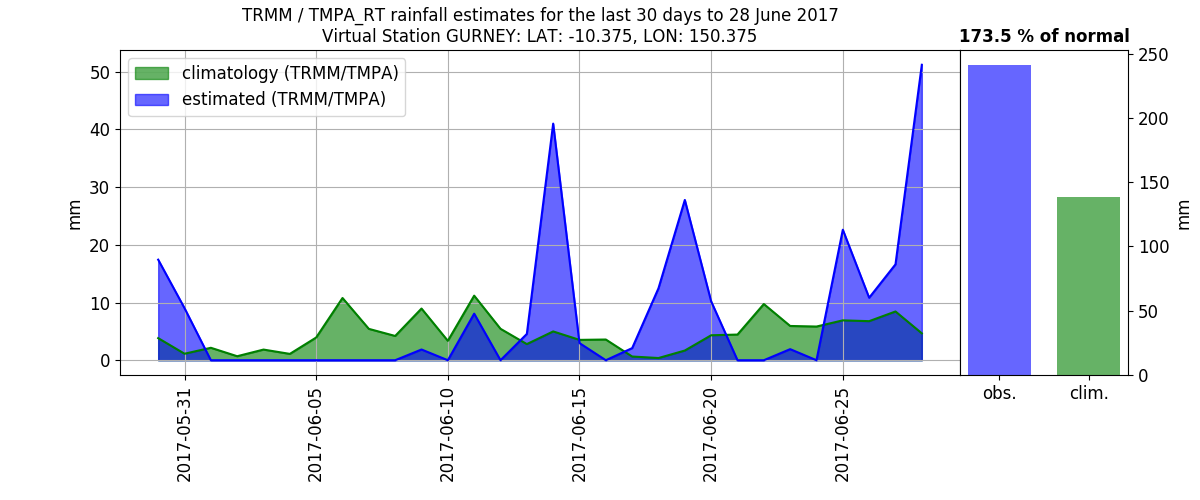 TRMM / TMPA_RT rainfall estimates for the last 30 days to 28 June 2017
Virtual Station GURNEY: LAT: -10.375, LON: 150.375
173.5 % of normal
climatology (TRMM/TMPA)
estimated (TRMM/TMPA)
mm
50
40
30
20
10
0
2017-05-31
2017-06-05
2017-06-10
2017-06-15
2017-06-20
2017-06-25
250
200
150
100
50
0
mm
obs.
clim.